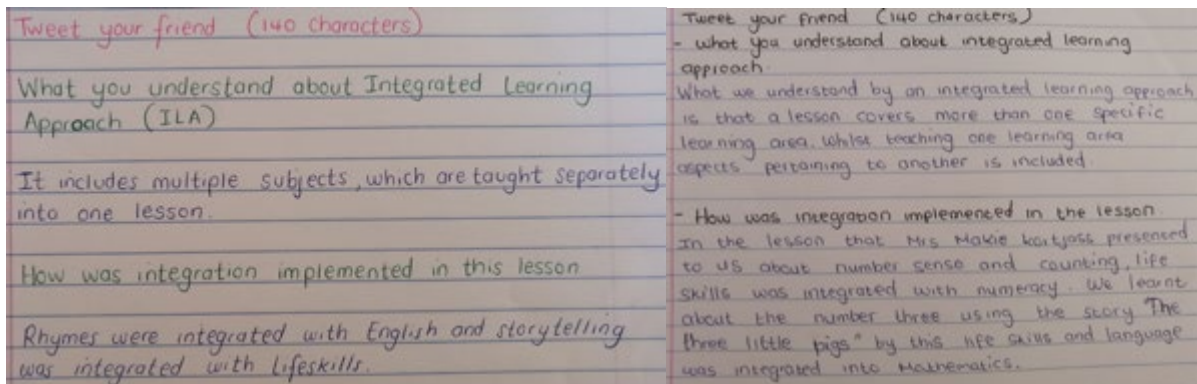 Tweet your friend (140 characters)
What you understand about Integrated Learning
Approach (ILA)
It includes multiple subjects, which are taught separately
into one lesson.
How was integration implemented in this lesson
Rhymes were integrated with English and storytelling
was integrated with Lifeskills.
Tweet your friend (140 characters)
- what you understand about integrated learning
approach.
What we understand by an integrated learning approach
is that a lesson covers more than one specific
learning area. Whilst teaching one learning area
aspects pertaining to another is included.
- How was integration implemented in the lesson.
In the lesson that Mrs Makie presented
to us about number sense and counting, life
skills was integrated with numeracy. We learnt
about the number three using the story "The
three little pigs" by this life skills and language
was integrated into Mathematics.